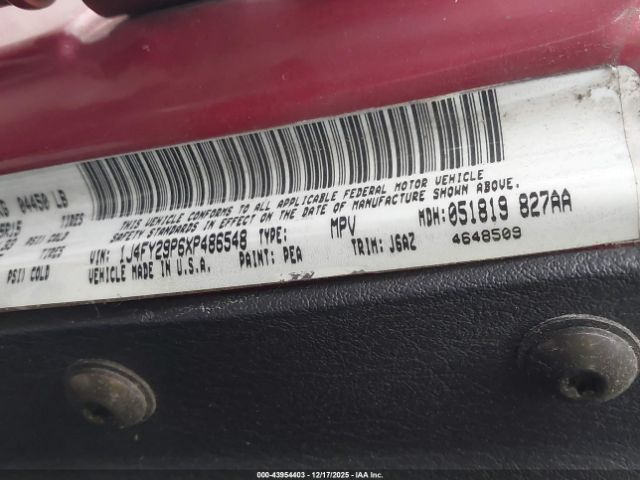 KG 04450 LB
TIRES
PSI COLD
THIS VEHICLE CONFORMS TO ALL APPLICABLE FEDERAL MOTOR VEHICLE
TIRES
SAFETY STANDARDS IN EFFECT ON THE DATE OF MANUFACTURE SHOWN ABOVE.
PSI COLD
VIN: 1J4FY29P6XP486548 TYPE: MPV MDH: 051819 827AA
VEHICLE MADE IN U.S.A. PAINT: PEA TRIM: J6AZ 4648509
000-43954403 - 12/17/2025 - IAA Inc.